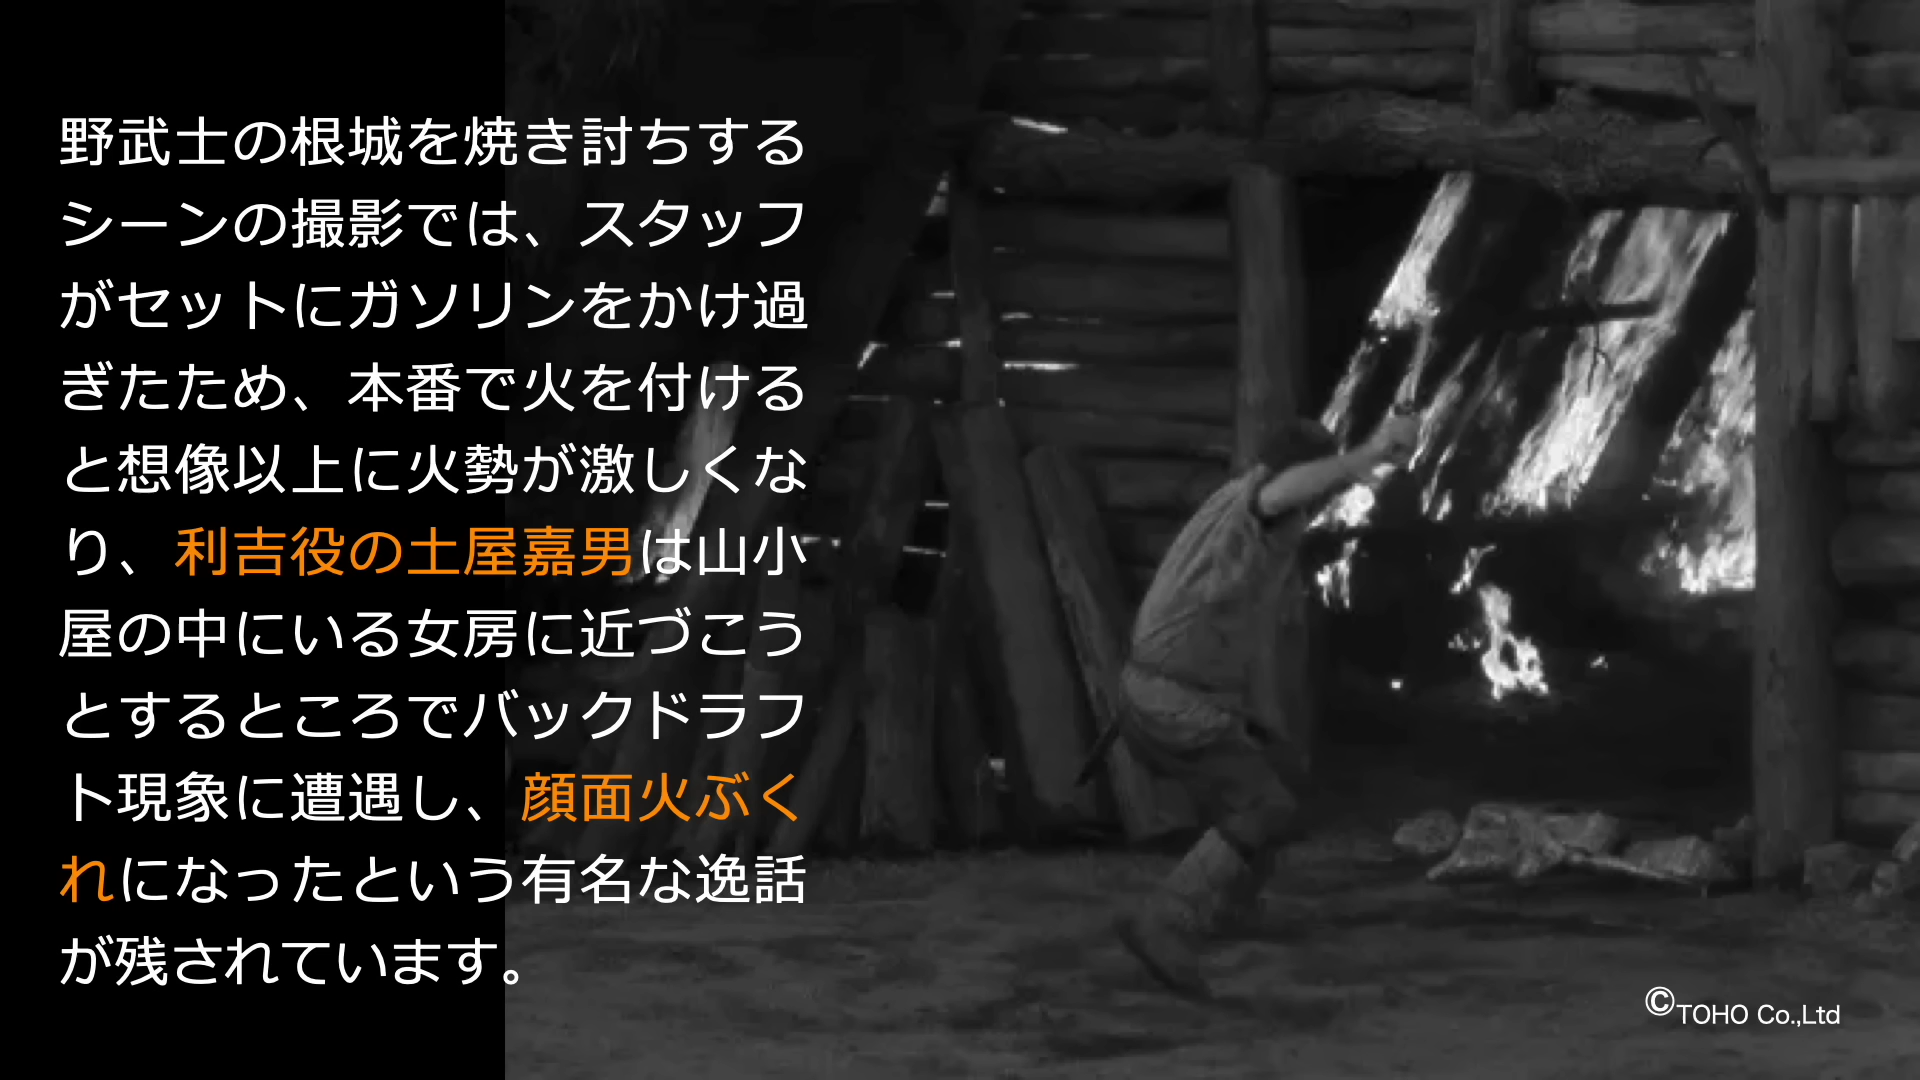 野武士の根城を焼き討ちする
シーンの撮影では、スタッフ
がセットにガソリンをかけ過
ぎたため、本番で火を付ける
と想像以上に火勢が激しくな
り、利吉役の土屋嘉男は山小
屋の中にいる女房に近づこう
とするところでバックドラフ
ト現象に遭遇し、顔面火ぶく
れになったという有名な逸話
が残されています。
©TOHO Co.,Ltd